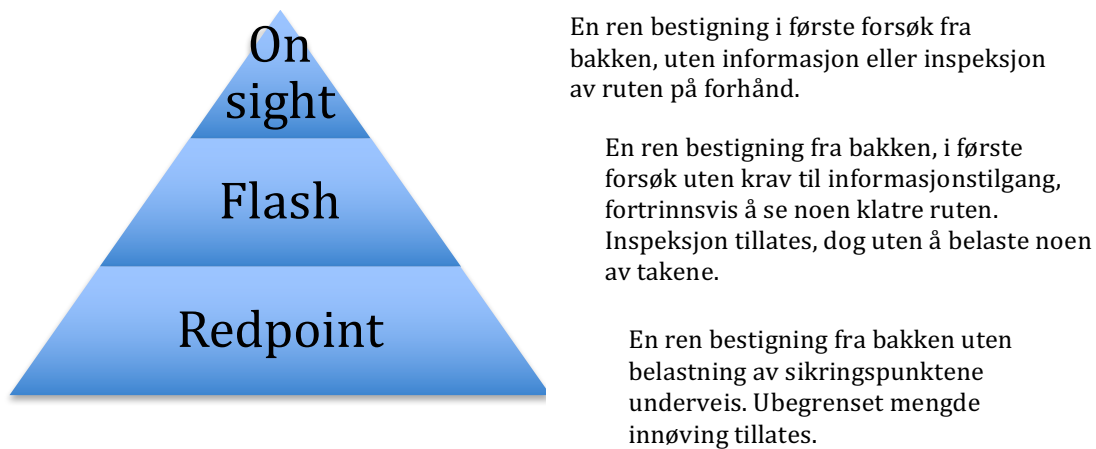 On
sight
En ren bestigning i første forsøk fra
bakken, uten informasjon eller inspeksjon
av ruten på forhånd.
Flash
En ren bestigning fra bakken, i første
forsøk uten krav til informasjonstilgang,
fortrinnsvis å se noen klatre ruten.
Inspeksjon tillates, dog uten å belaste noen
av takene.
Redpoint
En ren bestigning fra bakken uten
belastning av sikringspunktene
underveis. Ubegrenset mengde
innøving tillates.